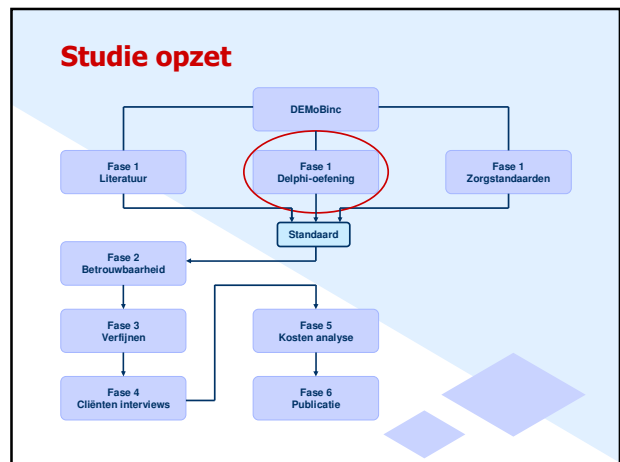 Studie opzet
DEMoBinc
Fase 1
Literatuur
Fase 1
Delphi-oefening
Fase 1
Zorgstandaarden
Standaard
Fase 2
Betrouwbaarheid
Fase 3
Verfijnen
Fase 5
Kosten analyse
Fase 4
Cliënten interviews
Fase 6
Publicatie